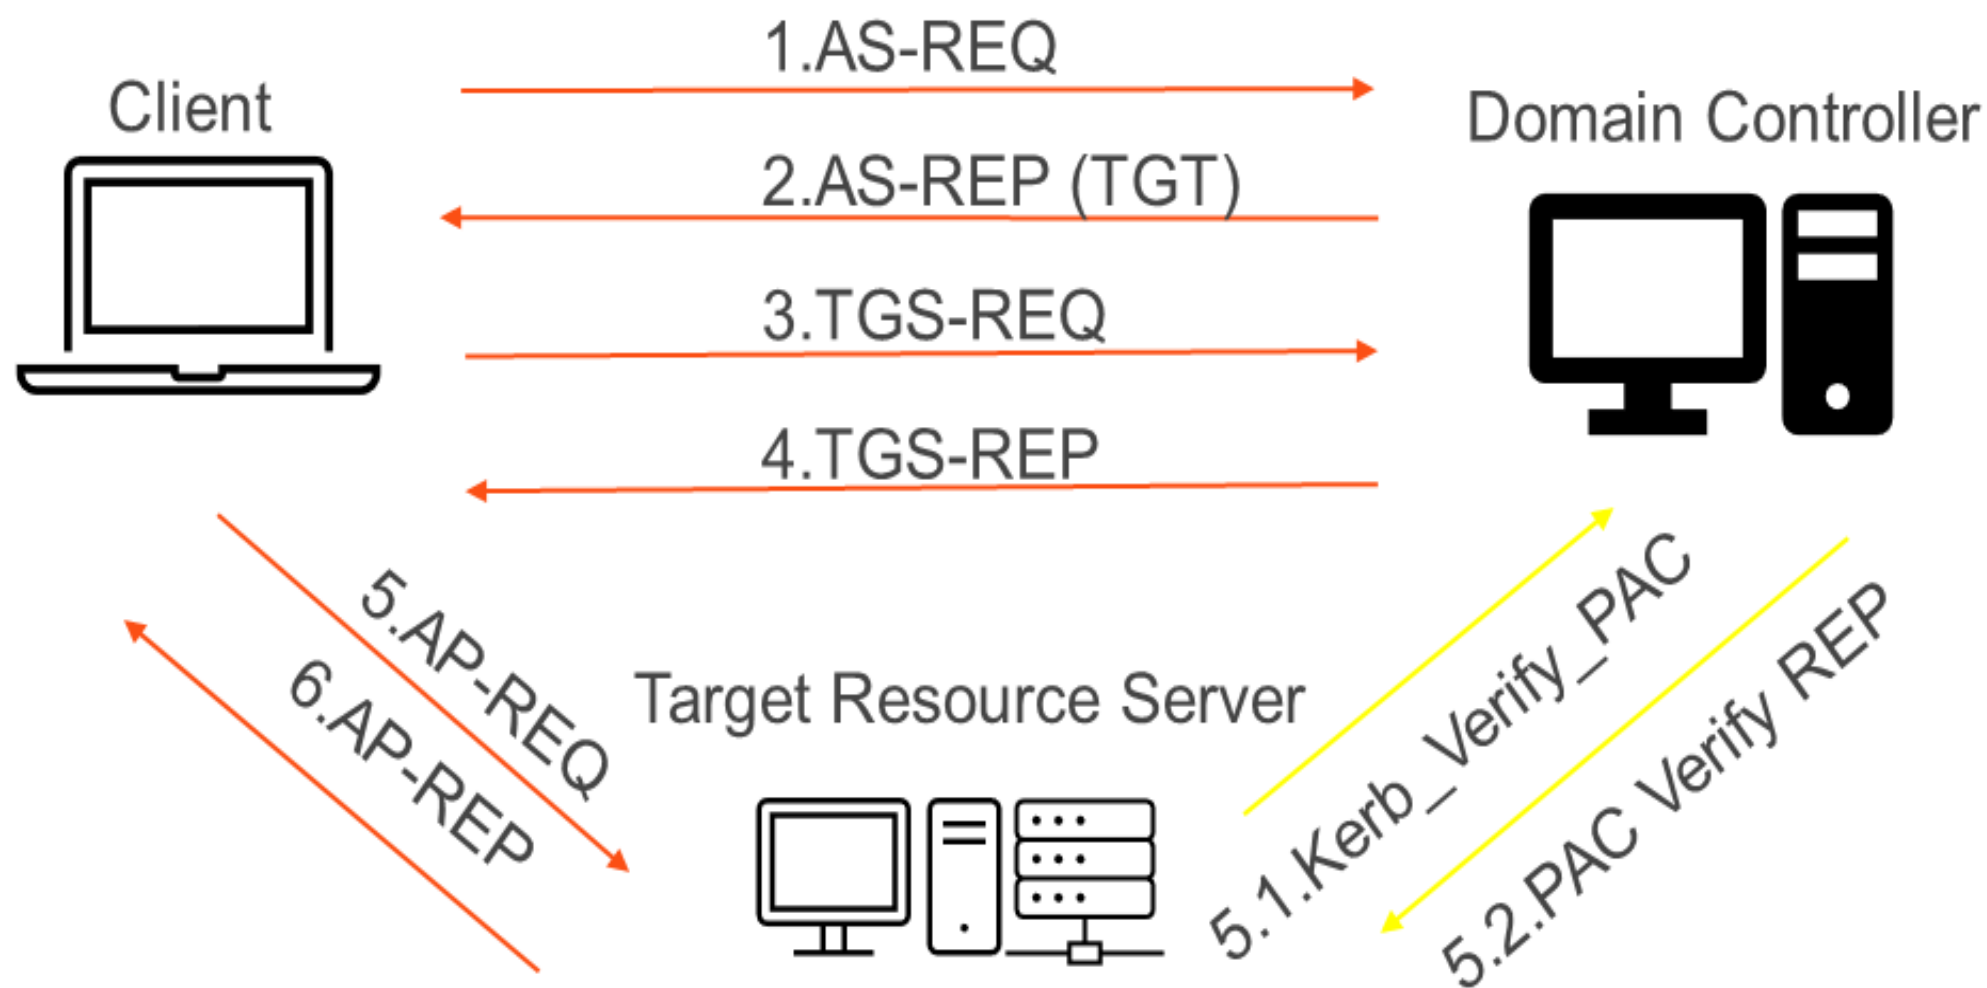 1.AS-REQ
Client
Domain Controller
2.AS-REP (TGT)
3.TGS-REQ
4.TGS-REP
5.AP-REQ
6.AP-REP
Target Resource Server
5.1.Kerb_Verify_PAC
5.2.PAC Verify REP